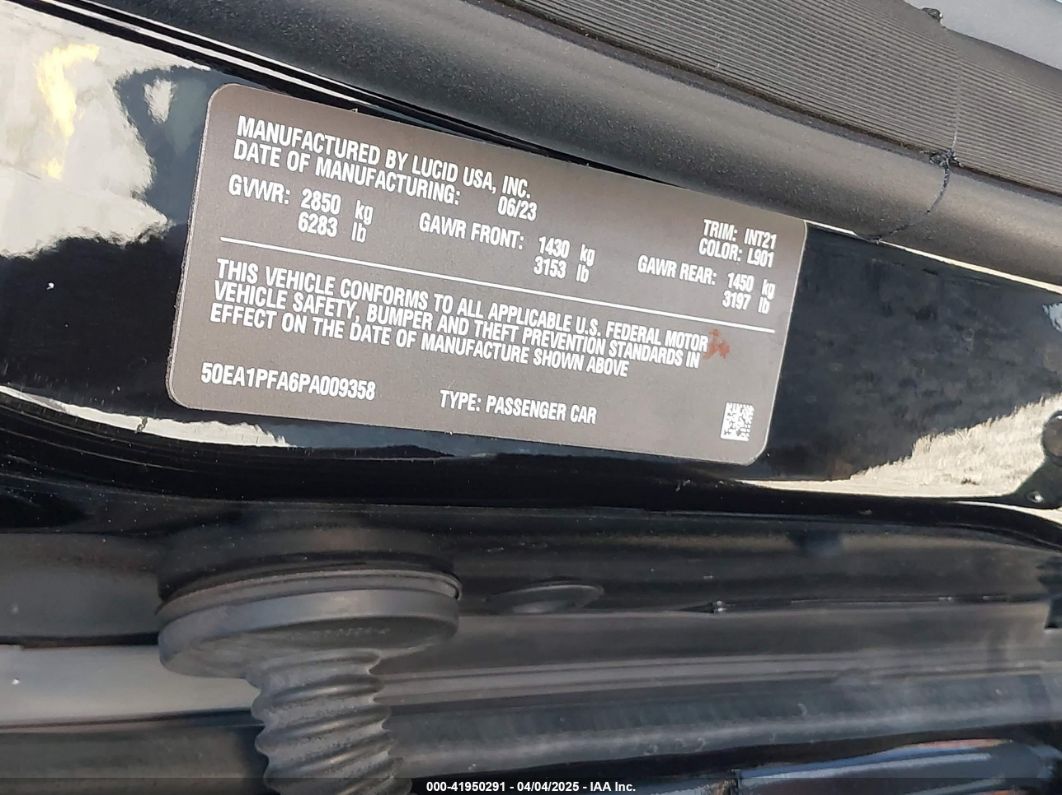 MANUFACTURED BY LUCID USA, INC.
DATE OF MANUFACTURING: 06/23
TRIM: INT21
COLOR: L901
GVWR: 2850 kg
6283 lb
GAWR FRONT: 1430 kg
3153 lb
GAWR REAR: 1450 kg
3197 lb
THIS VEHICLE CONFORMS TO ALL APPLICABLE U.S. FEDERAL MOTOR
VEHICLE SAFETY, BUMPER AND THEFT PREVENTION STANDARDS IN
EFFECT ON THE DATE OF MANUFACTURE SHOWN ABOVE
50EA1PFA6PA009358
TYPE: PASSENGER CAR
000-41950291 - 04/04/2025 - IAA Inc.